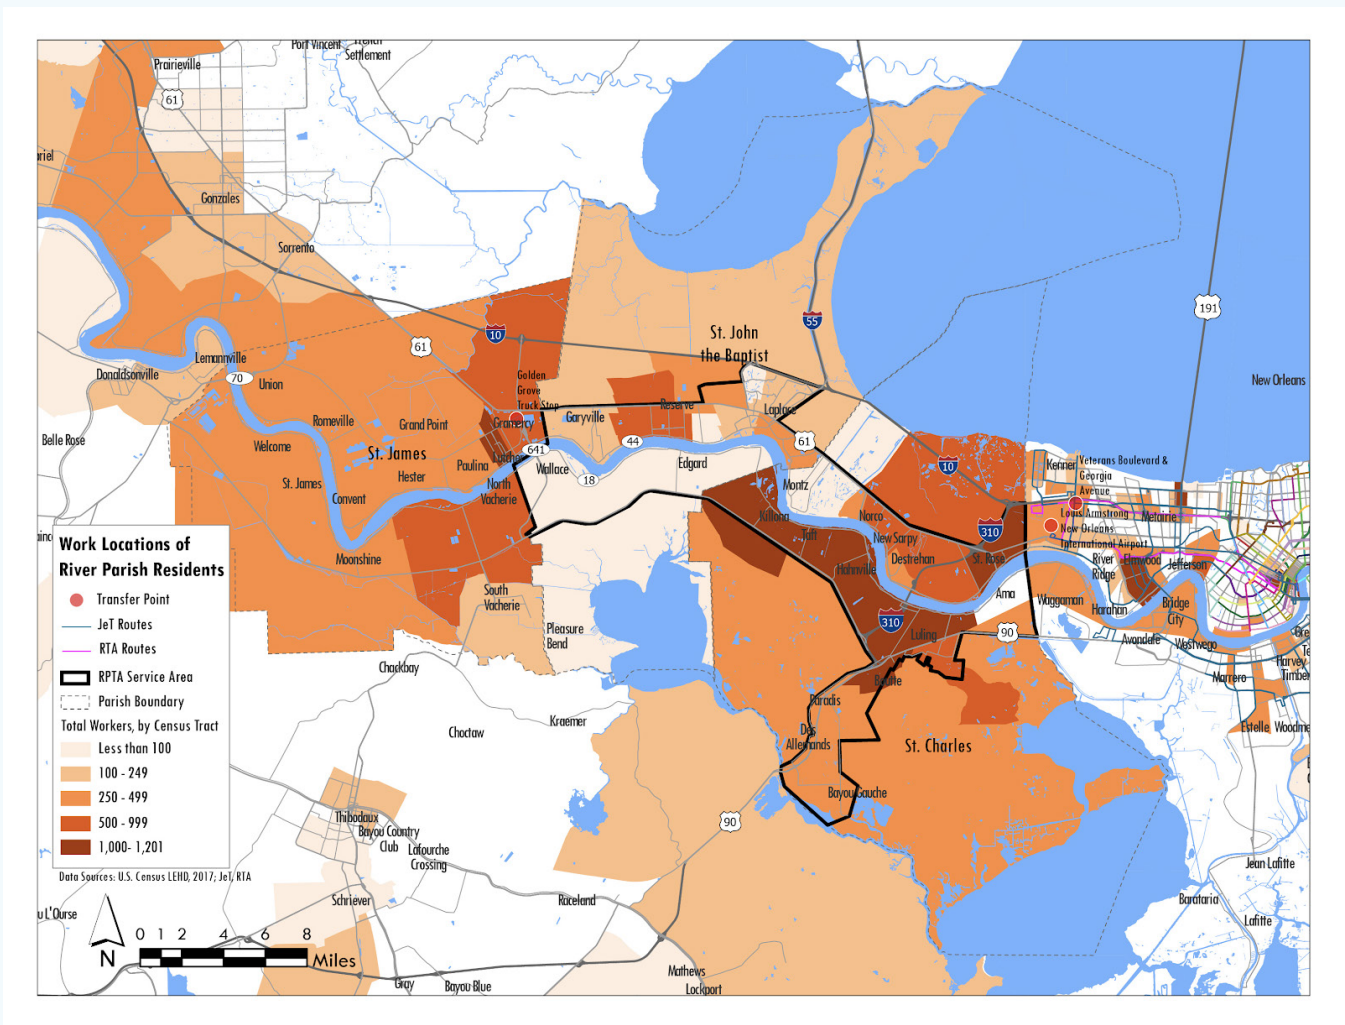 Port Vincent
French
Settlement
Prairieville
61
Gonzales
Sorrento
10
61
55
191
St. John
the Baptist
New Orleans
Lemannville
Donaldsonville
70
Union
Golden
Grove
Truck Stop
Gramercy
Garyville
Reserve
Laplace
Romeville
Grand Point
Belle Rose
Welcome
St. James
Lutcher
641
44
61
Paulina
Wallace
Edgard
10
Kenner
Veterans Boulevard &
Georgia
Avenue
Hester
18
St. James
Convent
North
Vacherie
Montz
Killona
Norco
Louis Armstrong
New Orleans
International Airport
Metairie
310
Taft
New Sarpy
Destrehan
St. Rose
River
Ridge
Elmwood
Jefferson
Moonshine
Hahnville
South
Vacherie
Ama
Waggaman
Harahan
Bridge
City
310
Luling
90
Avondale
Westwego
Pleasure
Bend
Harvey
Timber
Marrero
Chackbay
Boutte
Paradis
Kraemer
Choctaw
Des
Allemands
St. Charles
Estelle
Woodme
Bayou Gauche
90
Thibodaux
Bayou Country
Club
Lafourche
Crossing
Jean Lafitte
Schriever
Raceland
Barataria
Lafitte
u L'Ourse
Mathews
Lockport
Gray
Bayou Blue
Work Locations of
River Parish Residents
Transfer Point
JeT Routes
RTA Routes
RPTA Service Area
Parish Boundary
Total Workers, by Census Tract
Less than 100
100 - 249
250 - 499
500 - 999
1,000- 1,201
Data Sources: U.S. Census LEHD, 2017; JeT, RTA
N
0 1 2 4 6 8
Miles